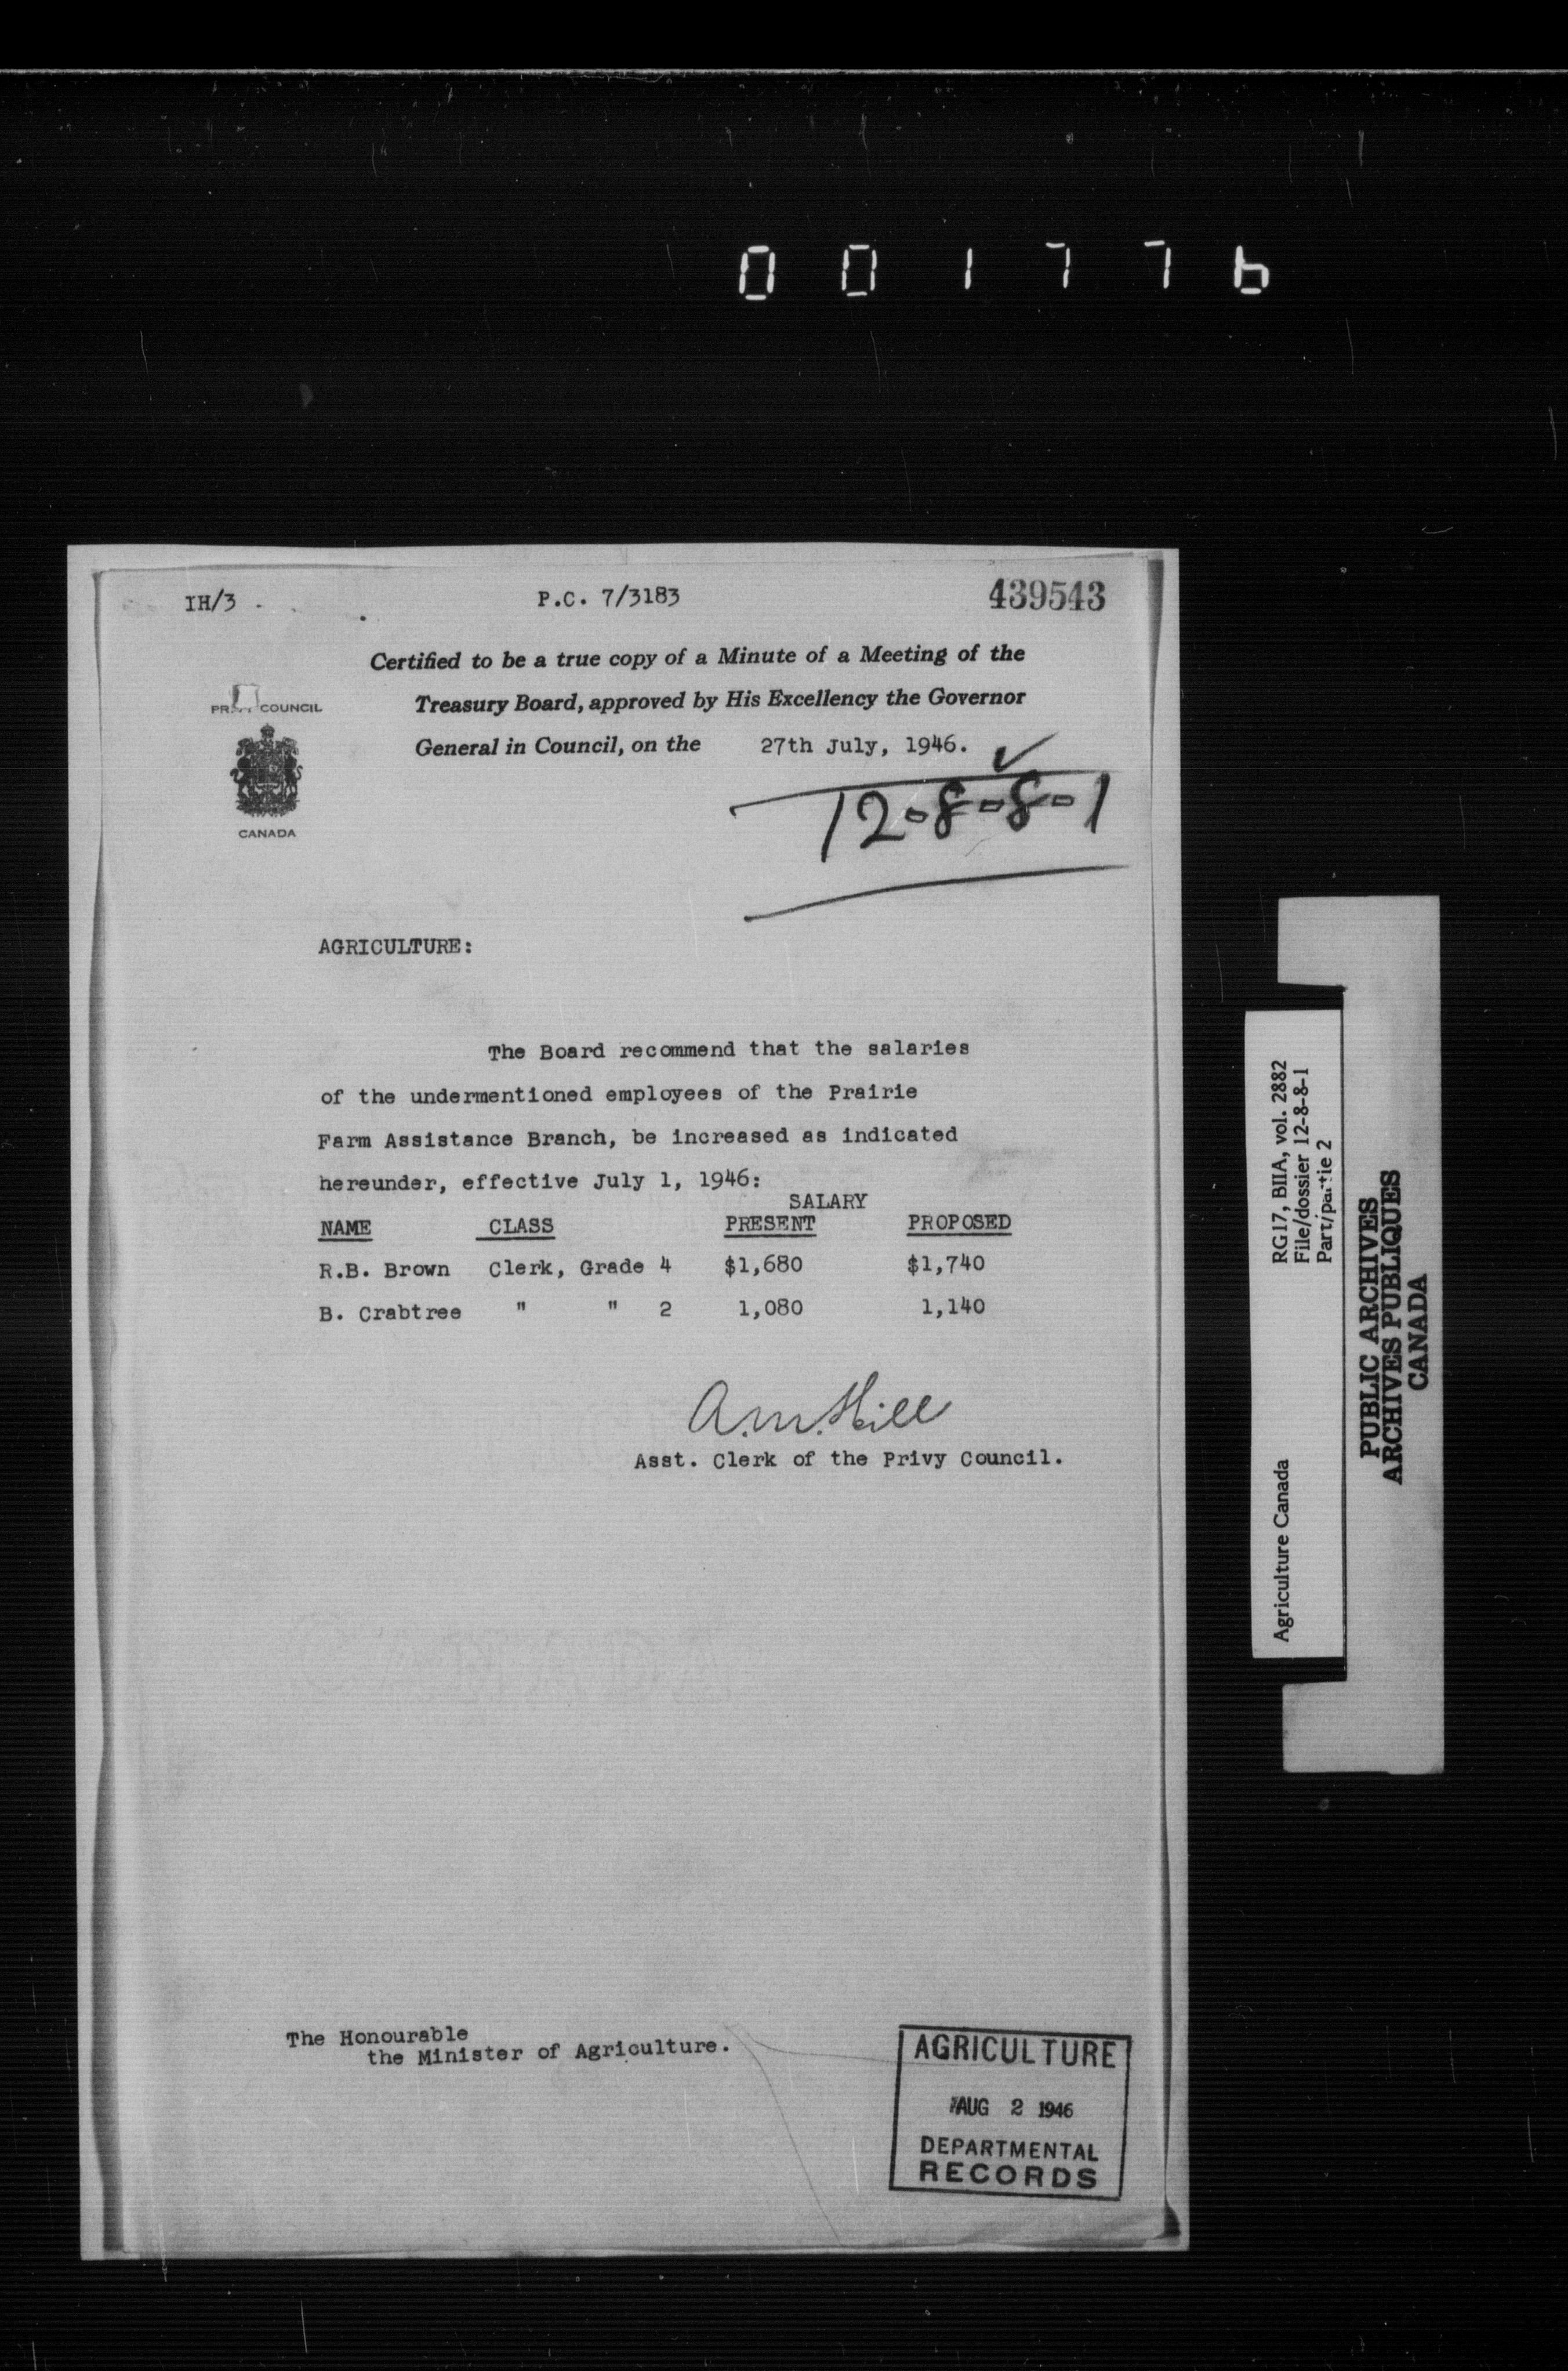 001776
IH/3
P.C. 7/3183
439543
Certified to be a true copy of a Minute of a Meeting of the
Treasury Board, approved by His Excellency the Governor
General in Council, on the 27th July, 1946.
COUNCIL
CANADA
12-8-8-1
AGRICULTURE:
The Board recommend that the salaries
of the undermentioned employees of the Prairie
Farm Assistance Branch, be increased as indicated
hereunder, effective July 1, 1946:
SALARY
NAME CLASS PRESENT PROPOSED
R.B. Brown Clerk, Grade 4 $1,680 $1,740
B. Crabtree " " 2 1,080 1,140
A.M. Hill
Asst. Clerk of the Privy Council.
The Honourable
the Minister of Agriculture.
AGRICULTURE
AUG 2 1946
DEPARTMENTAL
RECORDS
Agriculture Canada RG17, BIIA, vol. 2882
File/dossier 12-8-8-1
Part/partie 2
PUBLIC ARCHIVES
ARCHIVES PUBLIQUES
CANADA